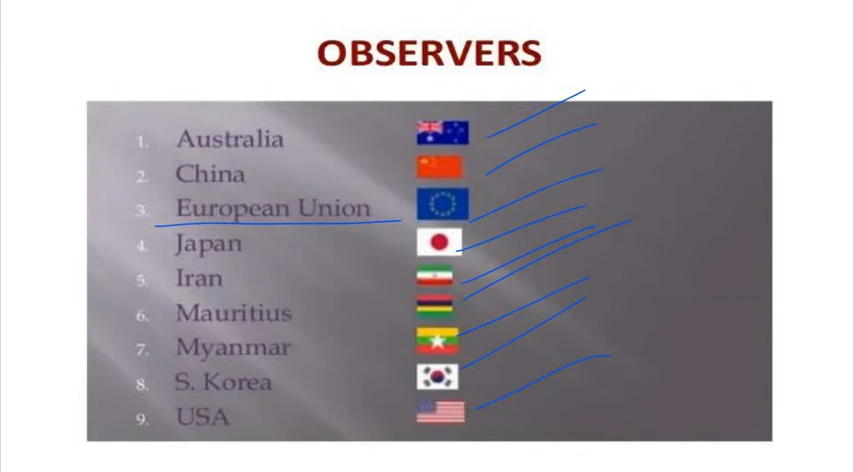 OBSERVERS
1. Australia
2. China
3. European Union
4. Japan
5. Iran
6. Mauritius
7. Myanmar
8. S. Korea
9. USA